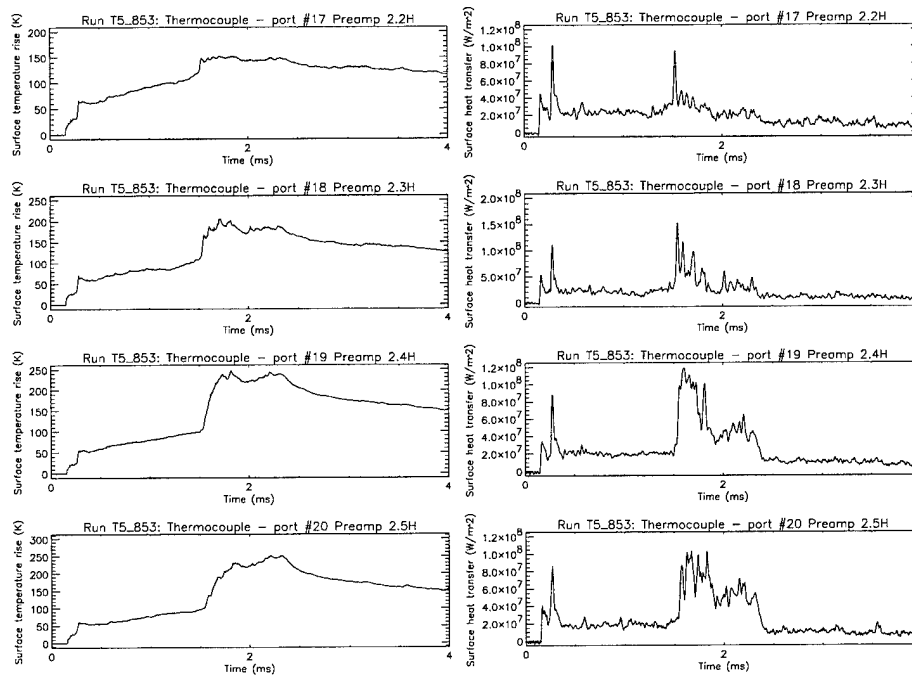 Run T5_853: Thermocouple – port #17 Preamp 2.2H
Surface temperature rise (K)
200
150
100
50
0
0
2
4
Time (ms)
Run T5_853: Thermocouple – port #17 Preamp 2.2H
Surface heat transfer (W/m^2)
1.2×10^8
1.0×10^8
8.0×10^7
6.0×10^7
4.0×10^7
2.0×10^7
0
0
2
Time (ms)
Run T5_853: Thermocouple – port #18 Preamp 2.3H
Surface temperature rise (K)
250
200
150
100
50
0
0
2
4
Time (ms)
Run T5_853: Thermocouple – port #18 Preamp 2.3H
Surface heat transfer (W/m^2)
2.0×10^8
1.5×10^8
1.0×10^8
5.0×10^7
0
0
2
Time (ms)
Run T5_853: Thermocouple – port #19 Preamp 2.4H
Surface temperature rise (K)
250
200
150
100
50
0
0
2
4
Time (ms)
Run T5_853: Thermocouple – port #19 Preamp 2.4H
Surface heat transfer (W/m^2)
1.2×10^8
1.0×10^8
8.0×10^7
6.0×10^7
4.0×10^7
2.0×10^7
0
0
2
Time (ms)
Run T5_853: Thermocouple – port #20 Preamp 2.5H
Surface temperature rise (K)
300
250
200
150
100
50
0
0
2
4
Time (ms)
Run T5_853: Thermocouple – port #20 Preamp 2.5H
Surface heat transfer (W/m^2)
1.2×10^8
1.0×10^8
8.0×10^7
6.0×10^7
4.0×10^7
2.0×10^7
0
0
2
Time (ms)